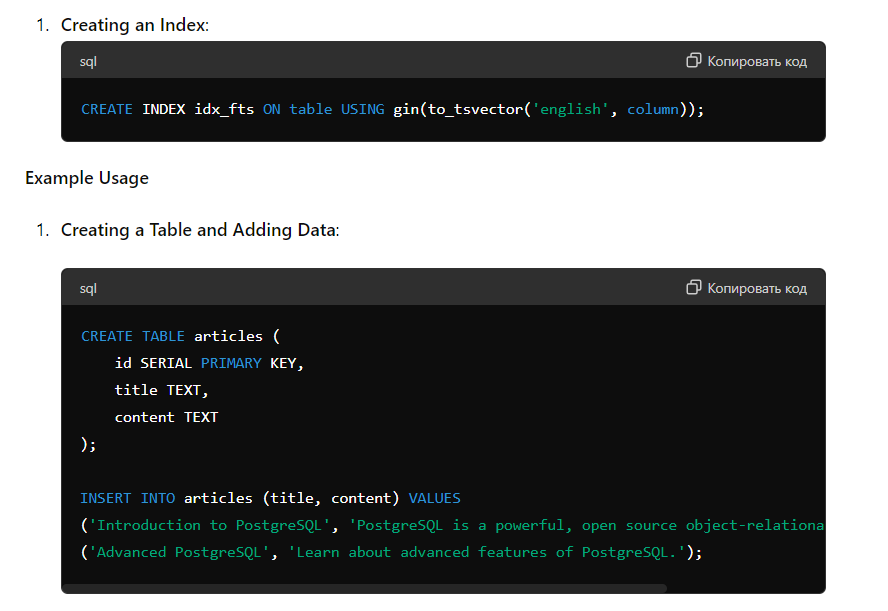 1. Creating an Index:
sql
Копировать код
CREATE INDEX idx_fts ON table USING gin(to_tsvector('english', column));
Example Usage
1. Creating a Table and Adding Data:
sql
Копировать код
CREATE TABLE articles (
    id SERIAL PRIMARY KEY,
    title TEXT,
    content TEXT
);
INSERT INTO articles (title, content) VALUES
('Introduction to PostgreSQL', 'PostgreSQL is a powerful, open source object-relationa
('Advanced PostgreSQL', 'Learn about advanced features of PostgreSQL.');